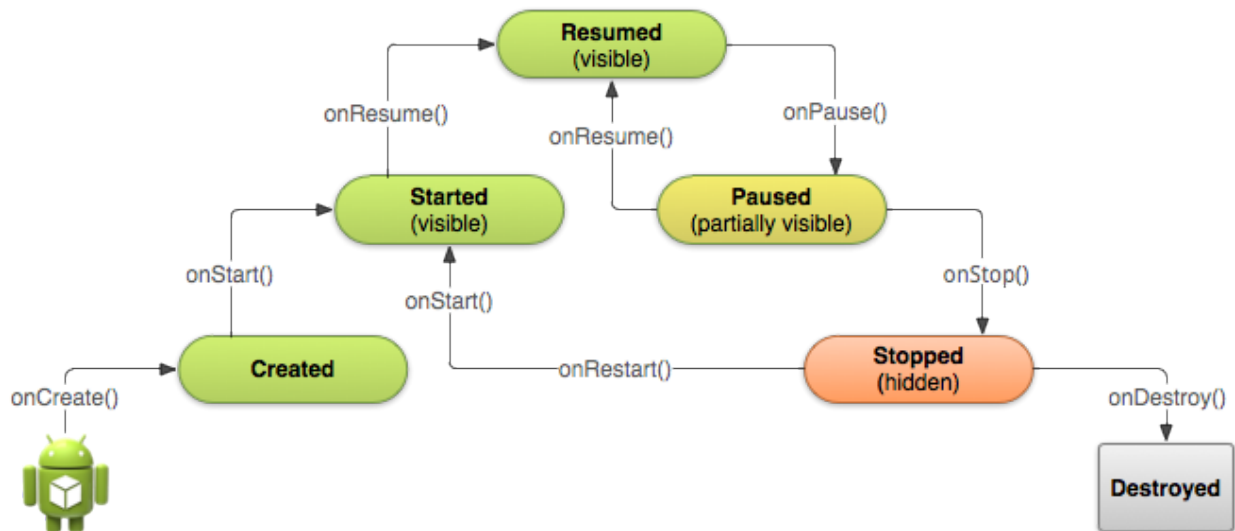 Resumed
(visible)
onResume()
onResume()
onPause()
Started
(visible)
Paused
(partially visible)
onStart()
onStart()
onStop()
Created
onRestart()
Stopped
(hidden)
onCreate()
onDestroy()
Destroyed